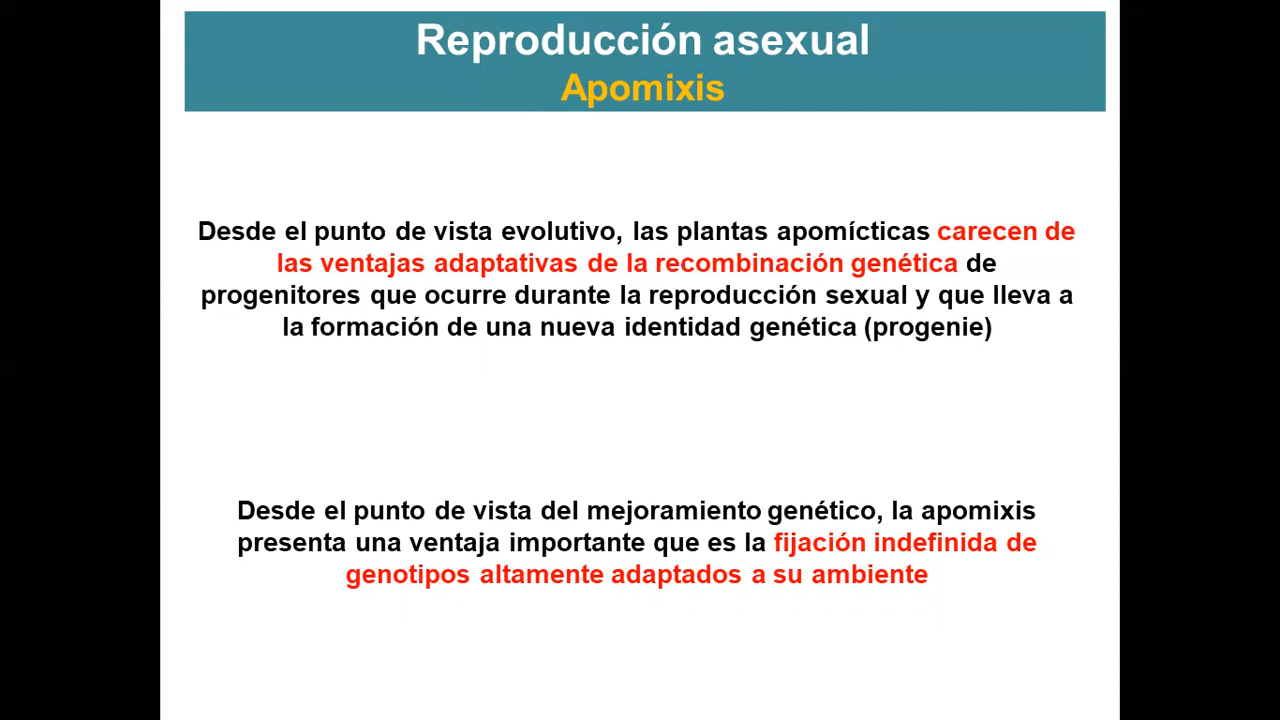 Reproducción asexual
Apomixis
Desde el punto de vista evolutivo, las plantas apomícticas carecen de
las ventajas adaptativas de la recombinación genética de
progenitores que ocurre durante la reproducción sexual y que lleva a
la formación de una nueva identidad genética (progenie)
Desde el punto de vista del mejoramiento genético, la apomixis
presenta una ventaja importante que es la fijación indefinida de
genotipos altamente adaptados a su ambiente